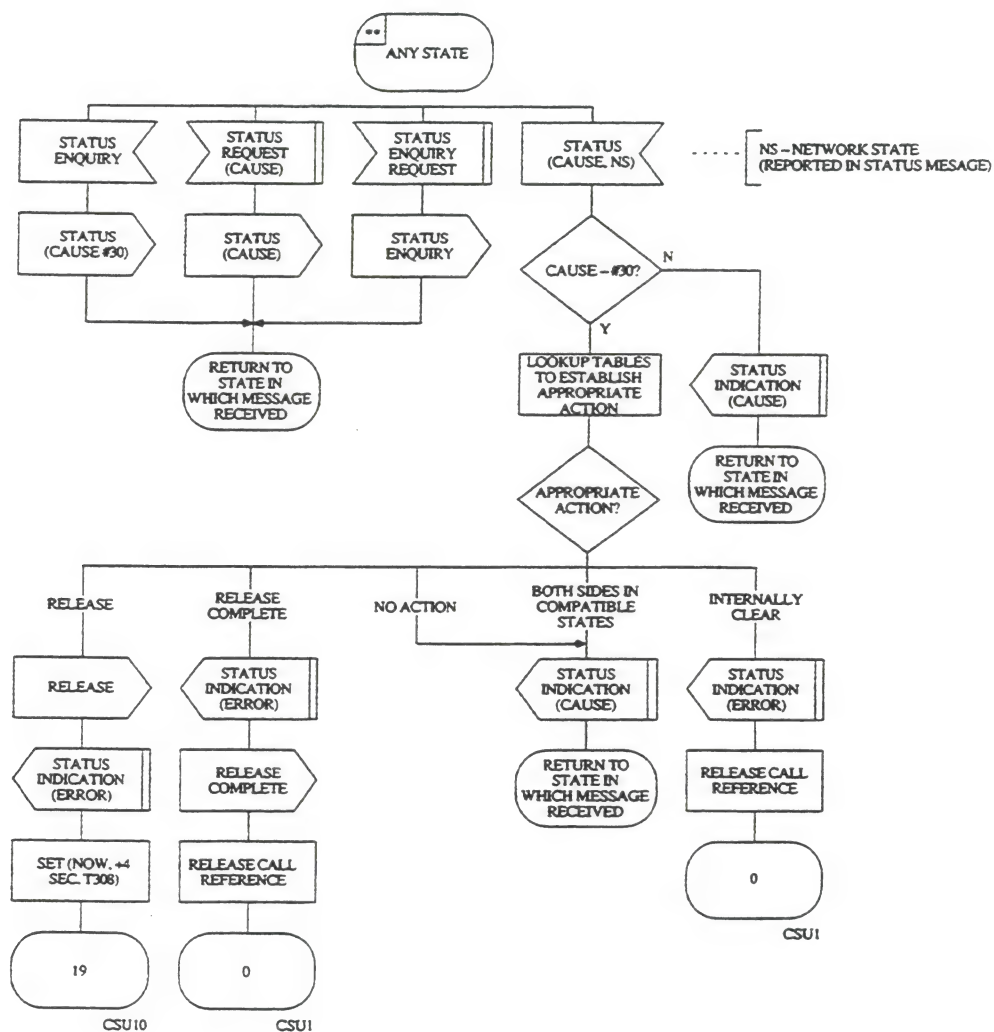 **
ANY STATE
STATUS
ENQUIRY
STATUS
REQUEST
(CAUSE)
STATUS
ENQUIRY
REQUEST
STATUS
(CAUSE, NS)
NS – NETWORK STATE
(REPORTED IN STATUS MESAGE)
STATUS
(CAUSE #30)
STATUS
(CAUSE)
STATUS
ENQUIRY
CAUSE – #30?
N
Y
RETURN TO
STATE IN
WHICH MESSAGE
RECEIVED
LOOKUP TABLES
TO ESTABLISH
APPROPRIATE
ACTION
STATUS
INDICATION
(CAUSE)
RETURN TO
STATE IN
WHICH MESSAGE
RECEIVED
APPROPRIATE
ACTION?
RELEASE
RELEASE
COMPLETE
NO ACTION
BOTH SIDES IN
COMPATIBLE
STATES
INTERNALLY
CLEAR
RELEASE
STATUS
INDICATION
(ERROR)
STATUS
INDICATION
(CAUSE)
STATUS
INDICATION
(ERROR)
STATUS
INDICATION
(ERROR)
RELEASE
COMPLETE
RETURN TO
STATE IN
WHICH MESSAGE
RECEIVED
RELEASE CALL
REFERENCE
SET (NOW, +4
SEC. T308)
RELEASE CALL
REFERENCE
0
CSU1
19
0
CSU10
CSU1